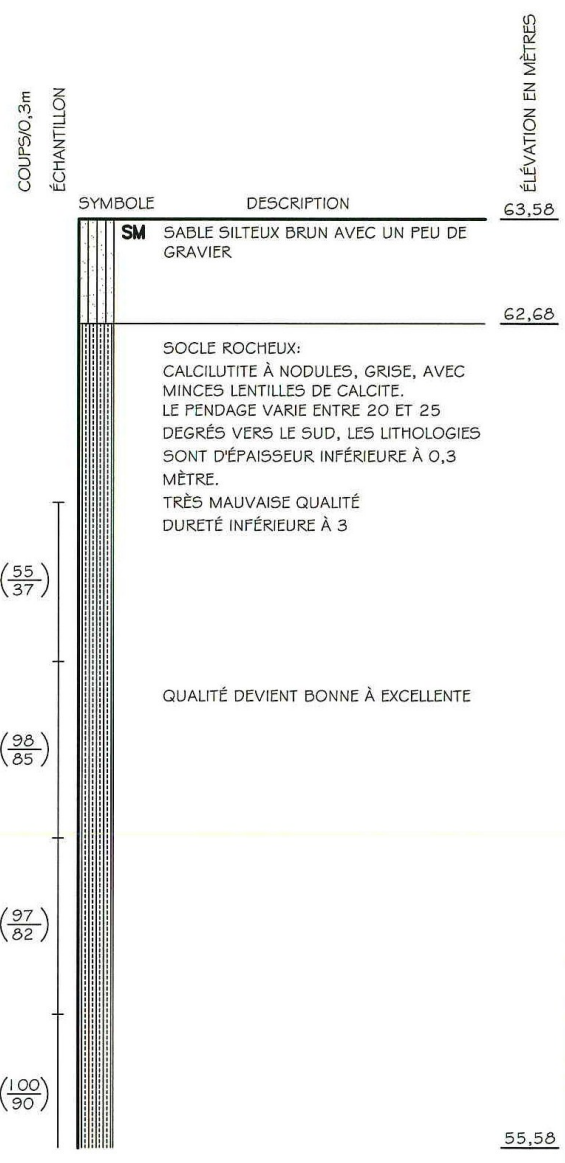 COUPS/0,3m
ÉCHANTILLON
ÉLÉVATION EN MÈTRES
SYMBOLE DESCRIPTION
63,58
SM SABLE SILTEUX BRUN AVEC UN PEU DE
GRAVIER
62,68
SOCLE ROCHEUX:
CALCILUTITE À NODULES, GRISE, AVEC
MINCES LENTILLES DE CALCITE.
LE PENDAGE VARIE ENTRE 20 ET 25
DEGRÉS VERS LE SUD, LES LITHOLOGIES
SONT D'ÉPAISSEUR INFÉRIEURE À 0,3
MÈTRE.
TRÈS MAUVAISE QUALITÉ
DURETÉ INFÉRIEURE À 3
(55
37)
QUALITÉ DEVIENT BONNE À EXCELLENTE
(98
85)
(97
82)
(100
90)
55,58